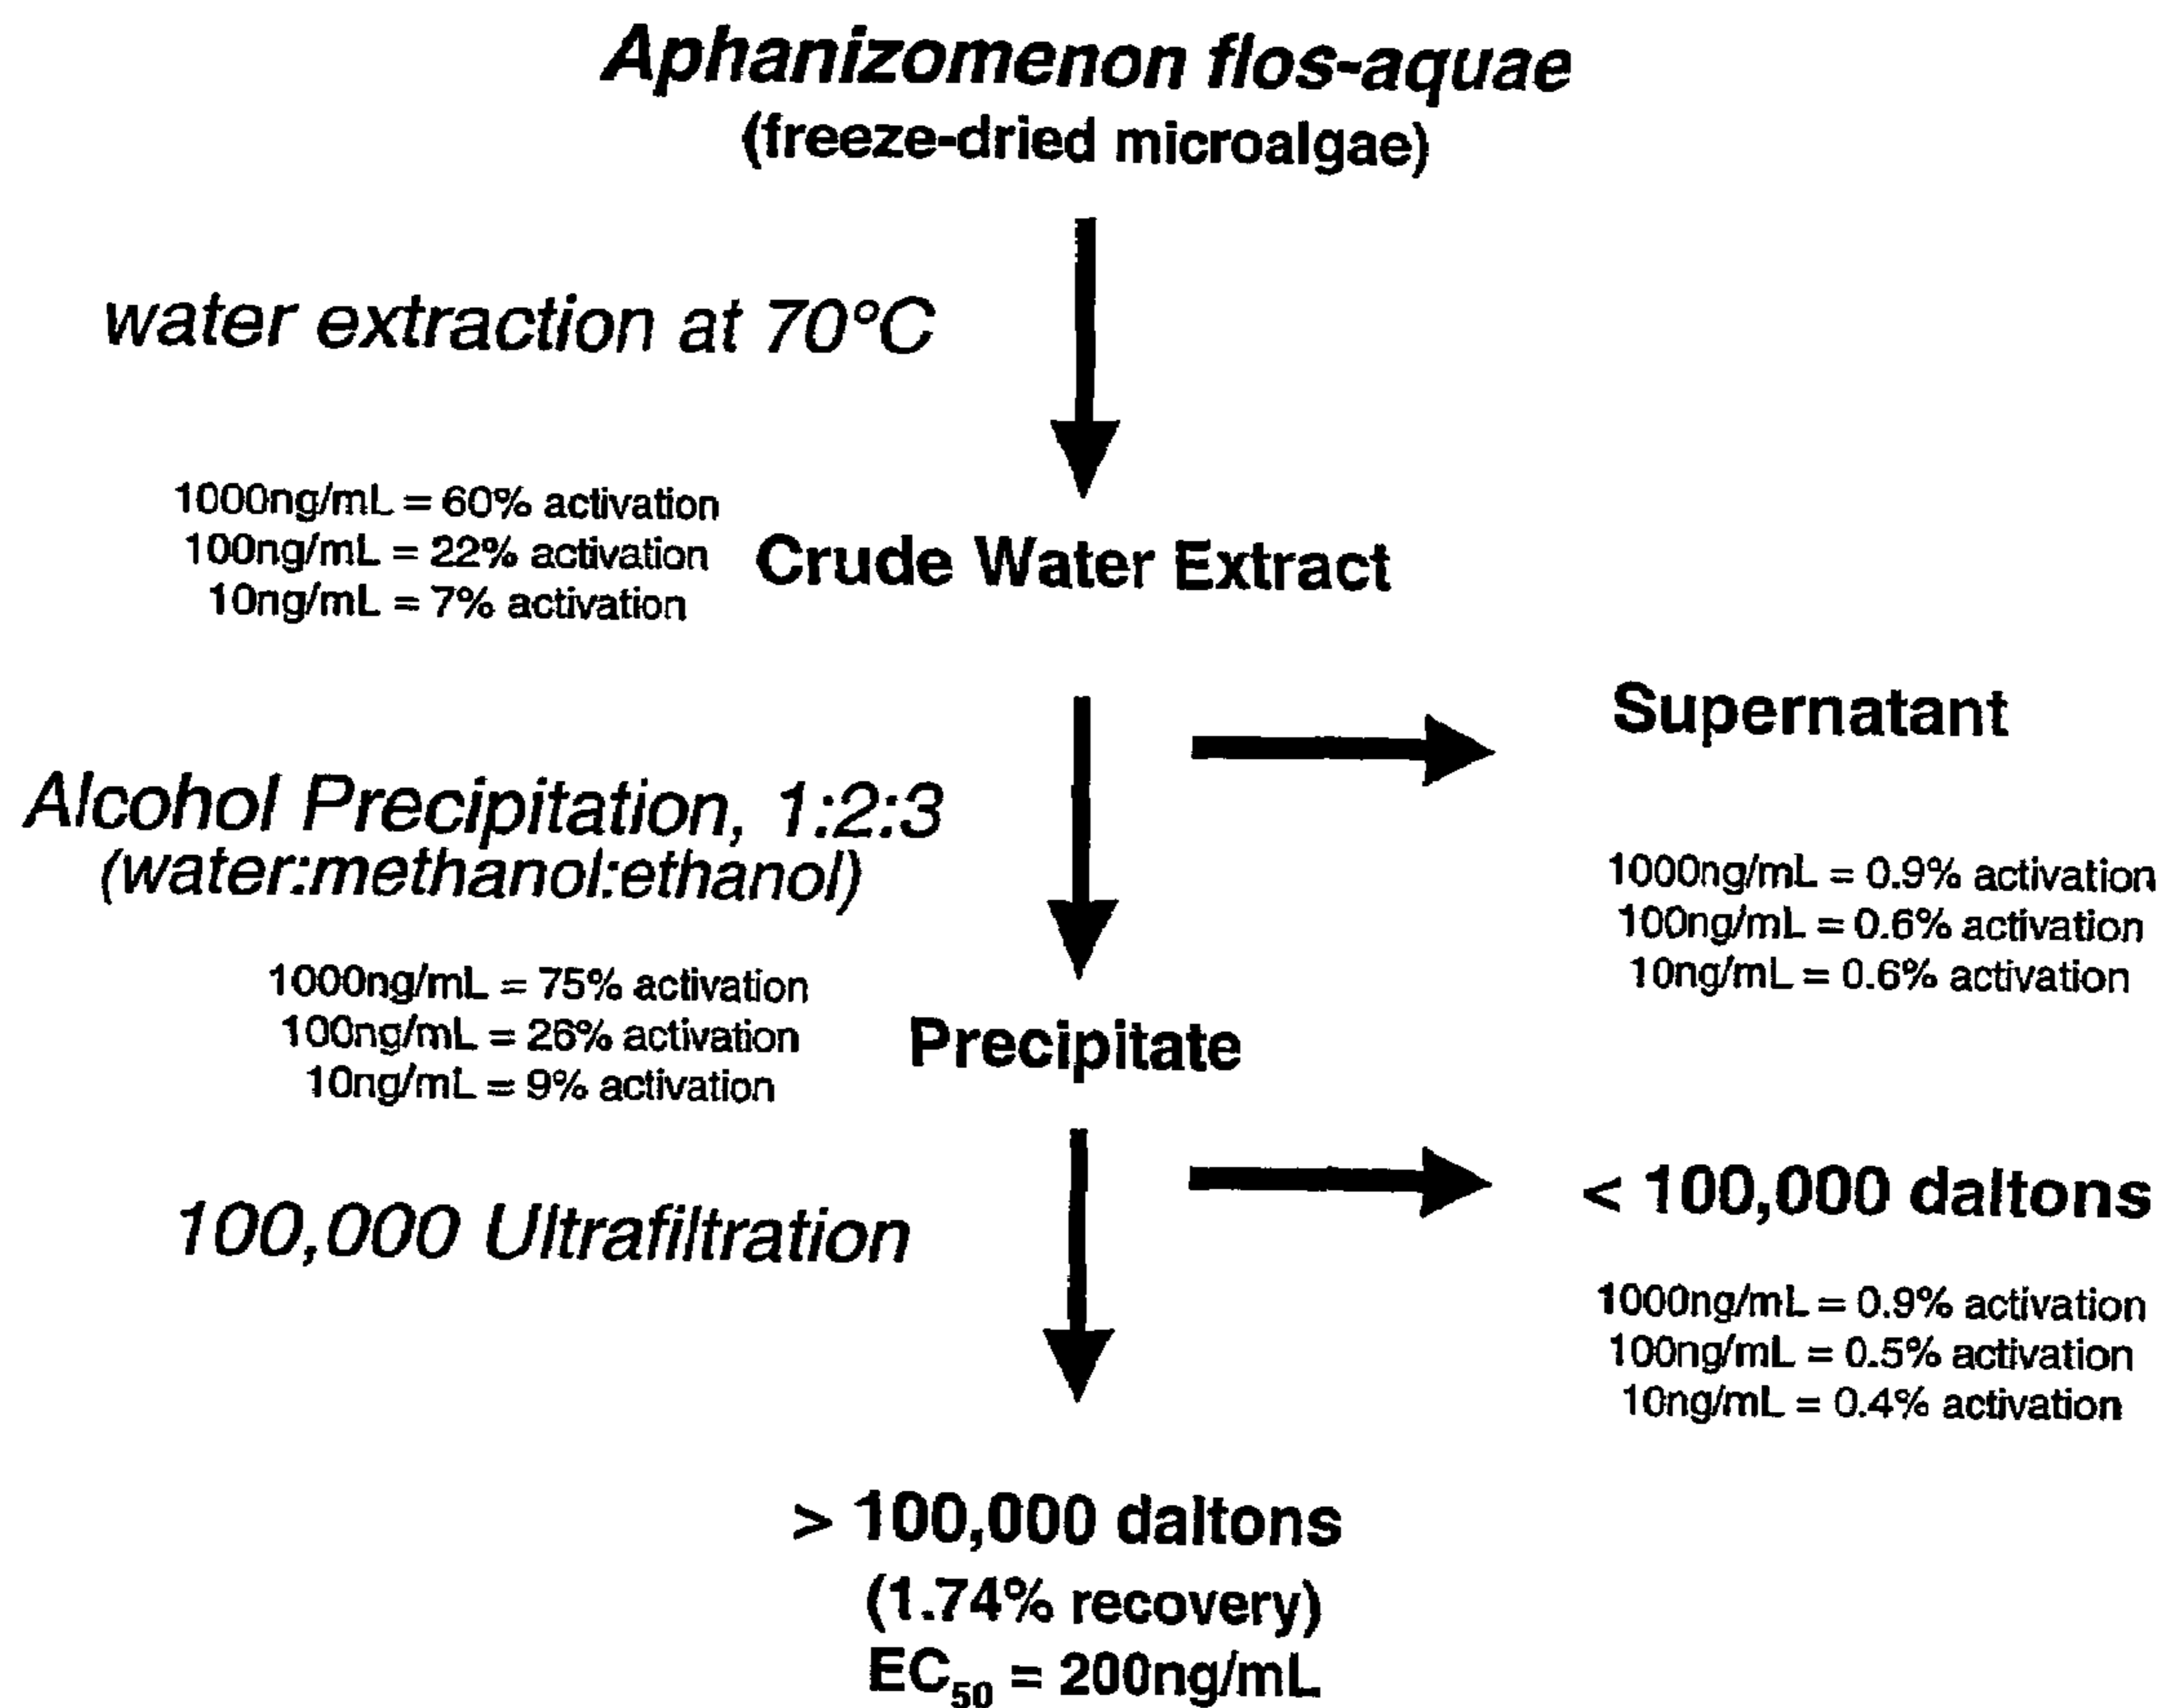 Aphanizomenon flos-aquae
(freeze-dried microalgae)
water extraction at 70°C
1000ng/mL = 60% activation
100ng/mL = 22% activation
10ng/mL = 7% activation
Crude Water Extract
Supernatant
Alcohol Precipitation, 1:2:3
(water:methanol:ethanol)
1000ng/mL = 0.9% activation
100ng/mL = 0.6% activation
10ng/mL = 0.6% activation
1000ng/mL = 75% activation
100ng/mL = 26% activation
10ng/mL = 9% activation
Precipitate
100,000 Ultrafiltration
< 100,000 daltons
1000ng/mL = 0.9% activation
100ng/mL = 0.5% activation
10ng/mL = 0.4% activation
> 100,000 daltons
(1.74% recovery)
EC50 = 200ng/mL